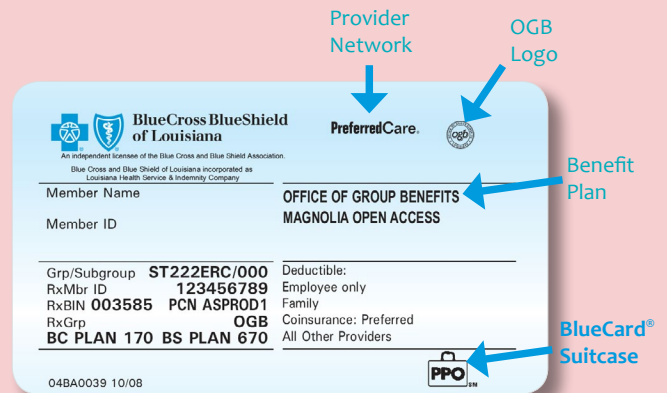 Provider
Network
OGB
Logo
BlueCross BlueShield
of Louisiana
An independent licensee of the Blue Cross and Blue Shield Association.
Blue Cross and Blue Shield of Louisiana incorporated as
Louisiana Health Service & Indemnity Company
PreferredCare®
ogb
Benefit
Plan
Member Name
Member ID
OFFICE OF GROUP BENEFITS
MAGNOLIA OPEN ACCESS
Grp/Subgroup ST222ERC/000
RxMbr ID 123456789
RxBIN 003585 PCN ASPROD1
RxGrp OGB
BC PLAN 170 BS PLAN 670
Deductible:
Employee only
Family
Coinsurance: Preferred
All Other Providers
BlueCard®
Suitcase
PPO SM
04BA0039 10/08